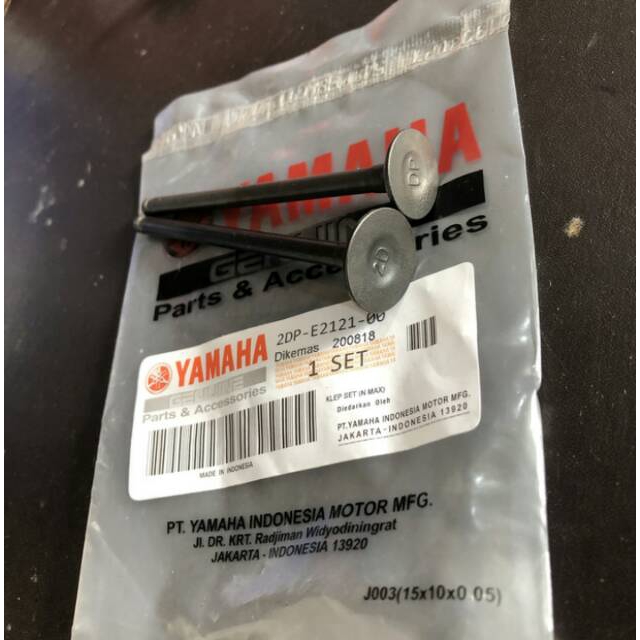 DP
2D
YAMAHA
GENUINE
Parts & Accessories
YAMAHA
GENUINE
Parts & Accessories
2DP-E2121-00
Dikemas 200818
1 SET
KLEP SET (N MAX)
Diedarkan Oleh
PT.YAMAHA INDONESIA MOTOR MFG.
JAKARTA-INDONESIA 13920
MADE IN INDONESIA
PT. YAMAHA INDONESIA MOTOR MFG.
Jl. DR. KRT. Radjiman Widyodiningrat
JAKARTA - INDONESIA 13920
J003(15x10x0.05)